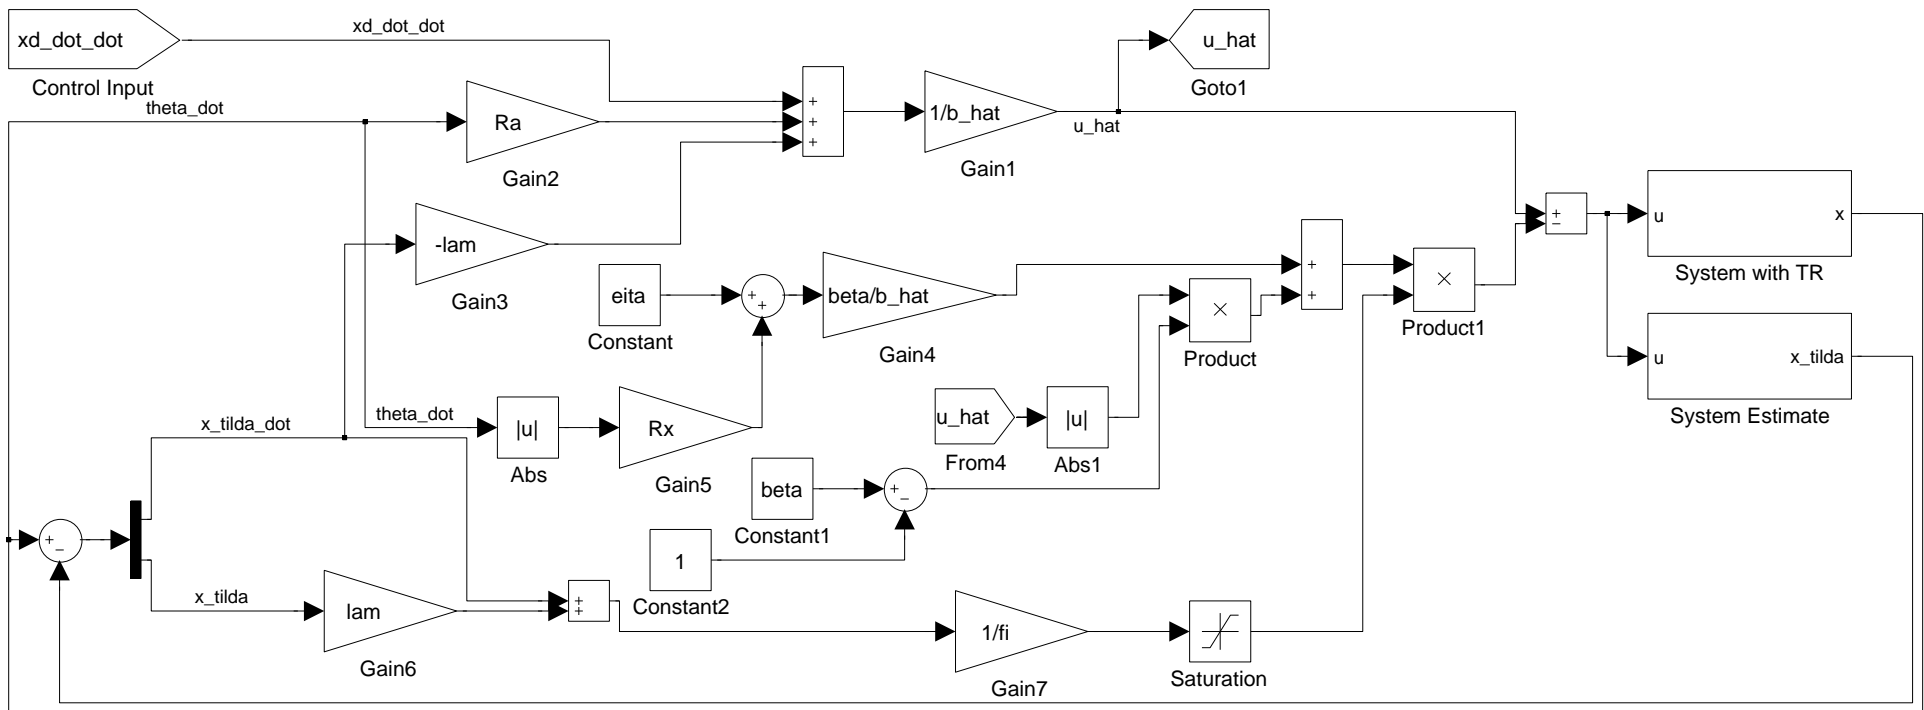 xd_dot_dot
Control Input
xd_dot_dot
u_hat
Goto1
theta_dot
Ra
Gain2
+
+
+
1/b_hat
Gain1
u_hat
-lam
Gain3
eita
Constant
+
+
beta/b_hat
Gain4
×
Product
+
+
×
Product1
+
−
u
x
System with TR
u
x_tilda
System Estimate
theta_dot
|u|
Abs
Rx
Gain5
u_hat
From4
|u|
Abs1
x_tilda_dot
beta
Constant1
+
−
1
Constant2
+
−
x_tilda
lam
Gain6
+
+
1/fi
Gain7
Saturation